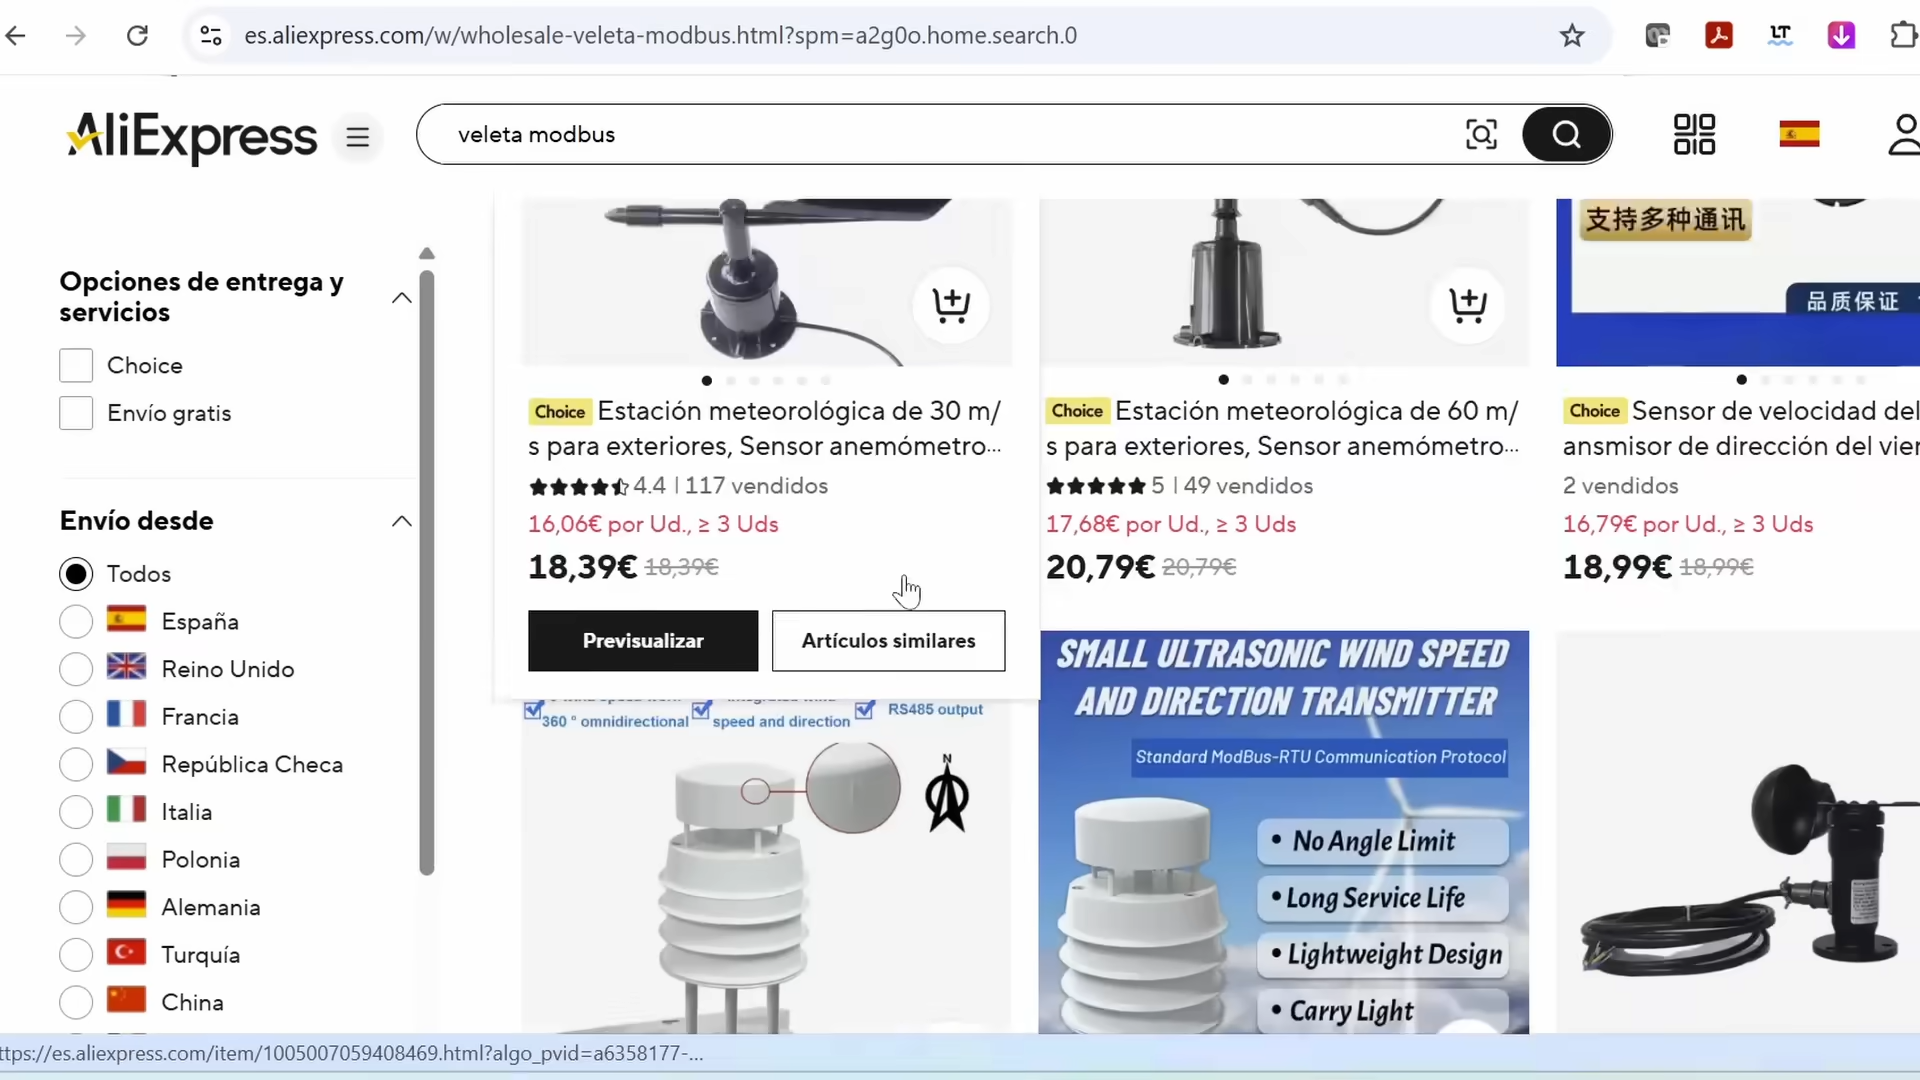 es.aliexpress.com/w/wholesale-veleta-modbus.html?spm=a2g0o.home.search.0
LT
AliExpress
veleta modbus
Opciones de entrega y
servicios
Choice
Envío gratis
Envío desde
Todos
España
Reino Unido
Francia
República Checa
Italia
Polonia
Alemania
Turquía
China
Choice Estación meteorológica de 30 m/
s para exteriores, Sensor anemómetro...
4.4 | 117 vendidos
16,06€ por Ud., ≥ 3 Uds
18,39€ 18,39€
Previsualizar
Artículos similares
Choice Estación meteorológica de 60 m/
s para exteriores, Sensor anemómetro...
5 | 49 vendidos
17,68€ por Ud., ≥ 3 Uds
20,79€ 20,79€
支持多种通讯
品质保证
Choice Sensor de velocidad del
ansmisor de dirección del vie
2 vendidos
16,79€ por Ud., ≥ 3 Uds
18,99€ 18,99€
360 ° omnidirectional
speed and direction
RS485 output
N
SMALL ULTRASONIC WIND SPEED
AND DIRECTION TRANSMITTER
Standard ModBus-RTU Communication Protocol
• No Angle Limit
• Long Service Life
• Lightweight Design
• Carry Light
ttps://es.aliexpress.com/item/1005007059408469.html?algo_pvid=a6358177-...